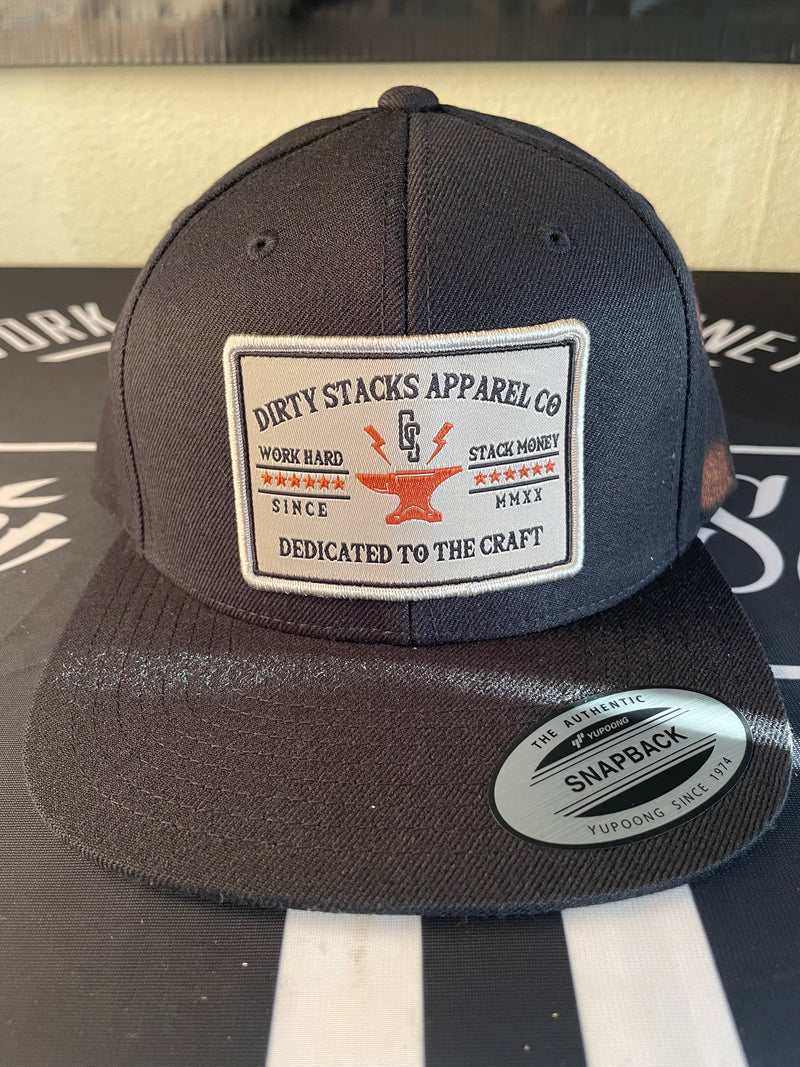 DIRTY STACKS APPAREL CO
WORK HARD
STACK MONEY
SINCE
MMXX
DEDICATED TO THE CRAFT
THE AUTHENTIC
YUPOONG
SNAPBACK
YUPOONG SINCE 1974